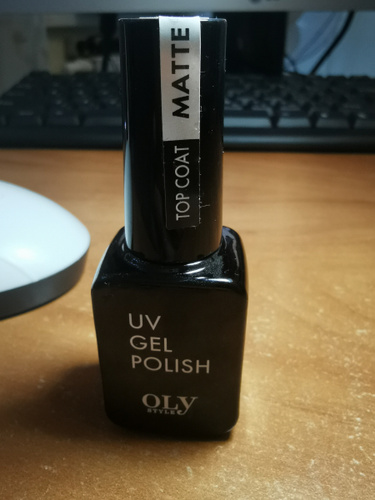 TOP COAT MATTE
UV
GEL
POLISH
OLY
STYLE